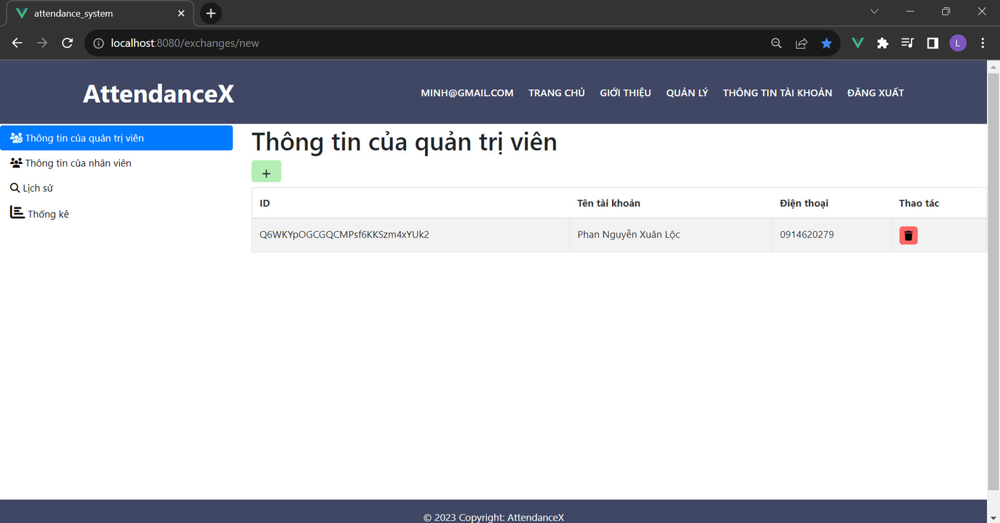 attendance_system
localhost:8080/exchanges/new
L
AttendanceX
MINH@GMAIL.COM TRANG CHỦ GIỚI THIỆU QUẢN LÝ THÔNG TIN TÀI KHOẢN ĐĂNG XUẤT
Thông tin của quản trị viên
Thông tin của nhân viên
Lịch sử
Thống kê
Thông tin của quản trị viên
+
ID Tên tài khoản Điện thoại Thao tác
Q6WKYpOGCGQCMPsf6KKSzm4xYUk2 Phan Nguyễn Xuân Lộc 0914620279
© 2023 Copyright: AttendanceX